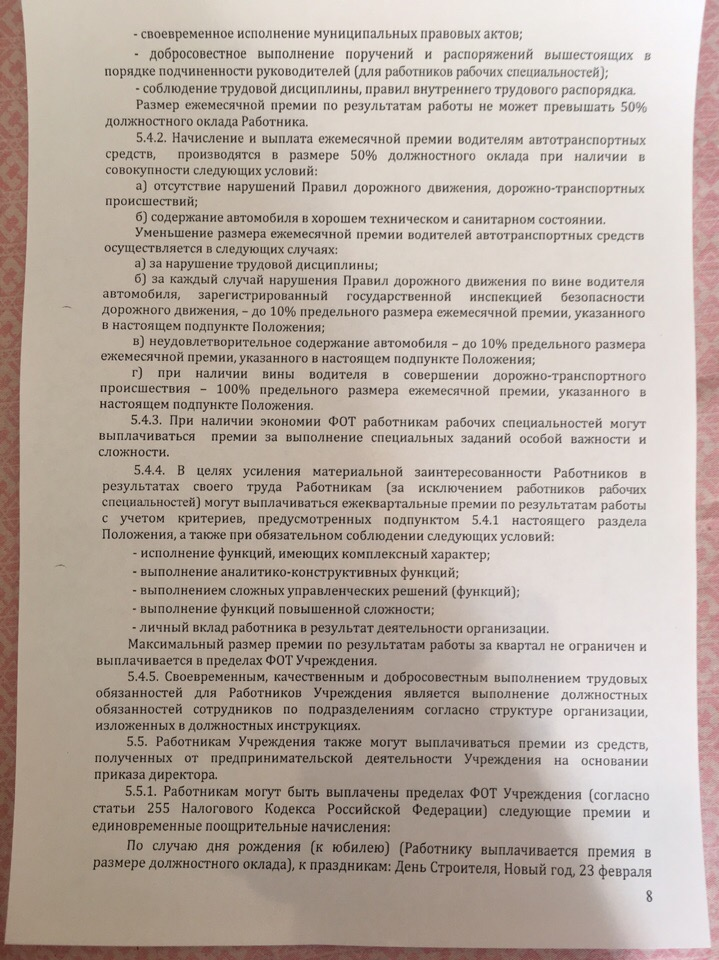 - своевременное исполнение муниципальных правовых актов;
- добросовестное выполнение поручений и распоряжений вышестоящих в
порядке подчиненности руководителей (для работников рабочих специальностей);
- соблюдение трудовой дисциплины, правил внутреннего трудового распорядка.
Размер ежемесячной премии по результатам работы не может превышать 50%
должностного оклада Работника.
5.4.2. Начисление и выплата ежемесячной премии водителям автотранспортных
средств, производятся в размере 50% должностного оклада при наличии в
совокупности следующих условий:
а) отсутствие нарушений Правил дорожного движения, дорожно-транспортных
происшествий;
б) содержание автомобиля в хорошем техническом и санитарном состоянии.
Уменьшение размера ежемесячной премии водителей автотранспортных средств
осуществляется в следующих случаях:
а) за нарушение трудовой дисциплины;
б) за каждый случай нарушения Правил дорожного движения по вине водителя
автомобиля, зарегистрированный государственной инспекцией безопасности
дорожного движения, – до 10% предельного размера ежемесячной премии, указанного
в настоящем подпункте Положения;
в) неудовлетворительное содержание автомобиля – до 10% предельного размера
ежемесячной премии, указанного в настоящем подпункте Положения;
г) при наличии вины водителя в совершении дорожно-транспортного
происшествия – 100% предельного размера ежемесячной премии, указанного в
настоящем подпункте Положения.
5.4.3. При наличии экономии ФОТ работникам рабочих специальностей могут
выплачиваться премии за выполнение специальных заданий особой важности и
сложности.
5.4.4. В целях усиления материальной заинтересованности Работников в
результатах своего труда Работникам (за исключением работников рабочих
специальностей) могут выплачиваться ежеквартальные премии по результатам работы
с учетом критериев, предусмотренных подпунктом 5.4.1 настоящего раздела
Положения, а также при обязательном соблюдении следующих условий:
- исполнение функций, имеющих комплексный характер;
- выполнение аналитико-конструктивных функций;
- выполнением сложных управленческих решений (функций);
- выполнение функций повышенной сложности;
- личный вклад работника в результат деятельности организации.
Максимальный размер премии по результатам работы за квартал не ограничен и
выплачивается в пределах ФОТ Учреждения.
5.4.5. Своевременным, качественным и добросовестным выполнением трудовых
обязанностей для Работников Учреждения является выполнение должностных
обязанностей сотрудников по подразделениям согласно структуре организации,
изложенных в должностных инструкциях.
5.5. Работникам Учреждения также могут выплачиваться премии из средств,
полученных от предпринимательской деятельности Учреждения на основании
приказа директора.
5.5.1. Работникам могут быть выплачены пределах ФОТ Учреждения (согласно
статьи 255 Налогового Кодекса Российской Федерации) следующие премии и
единовременные поощрительные начисления:
По случаю дня рождения (к юбилею) (Работнику выплачивается премия в
размере должностного оклада), к праздникам: День Строителя, Новый год, 23 февраля
8